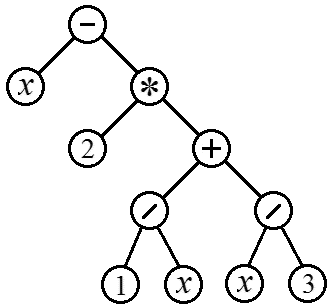 −
x *
2 +
/ /
1 x x 3